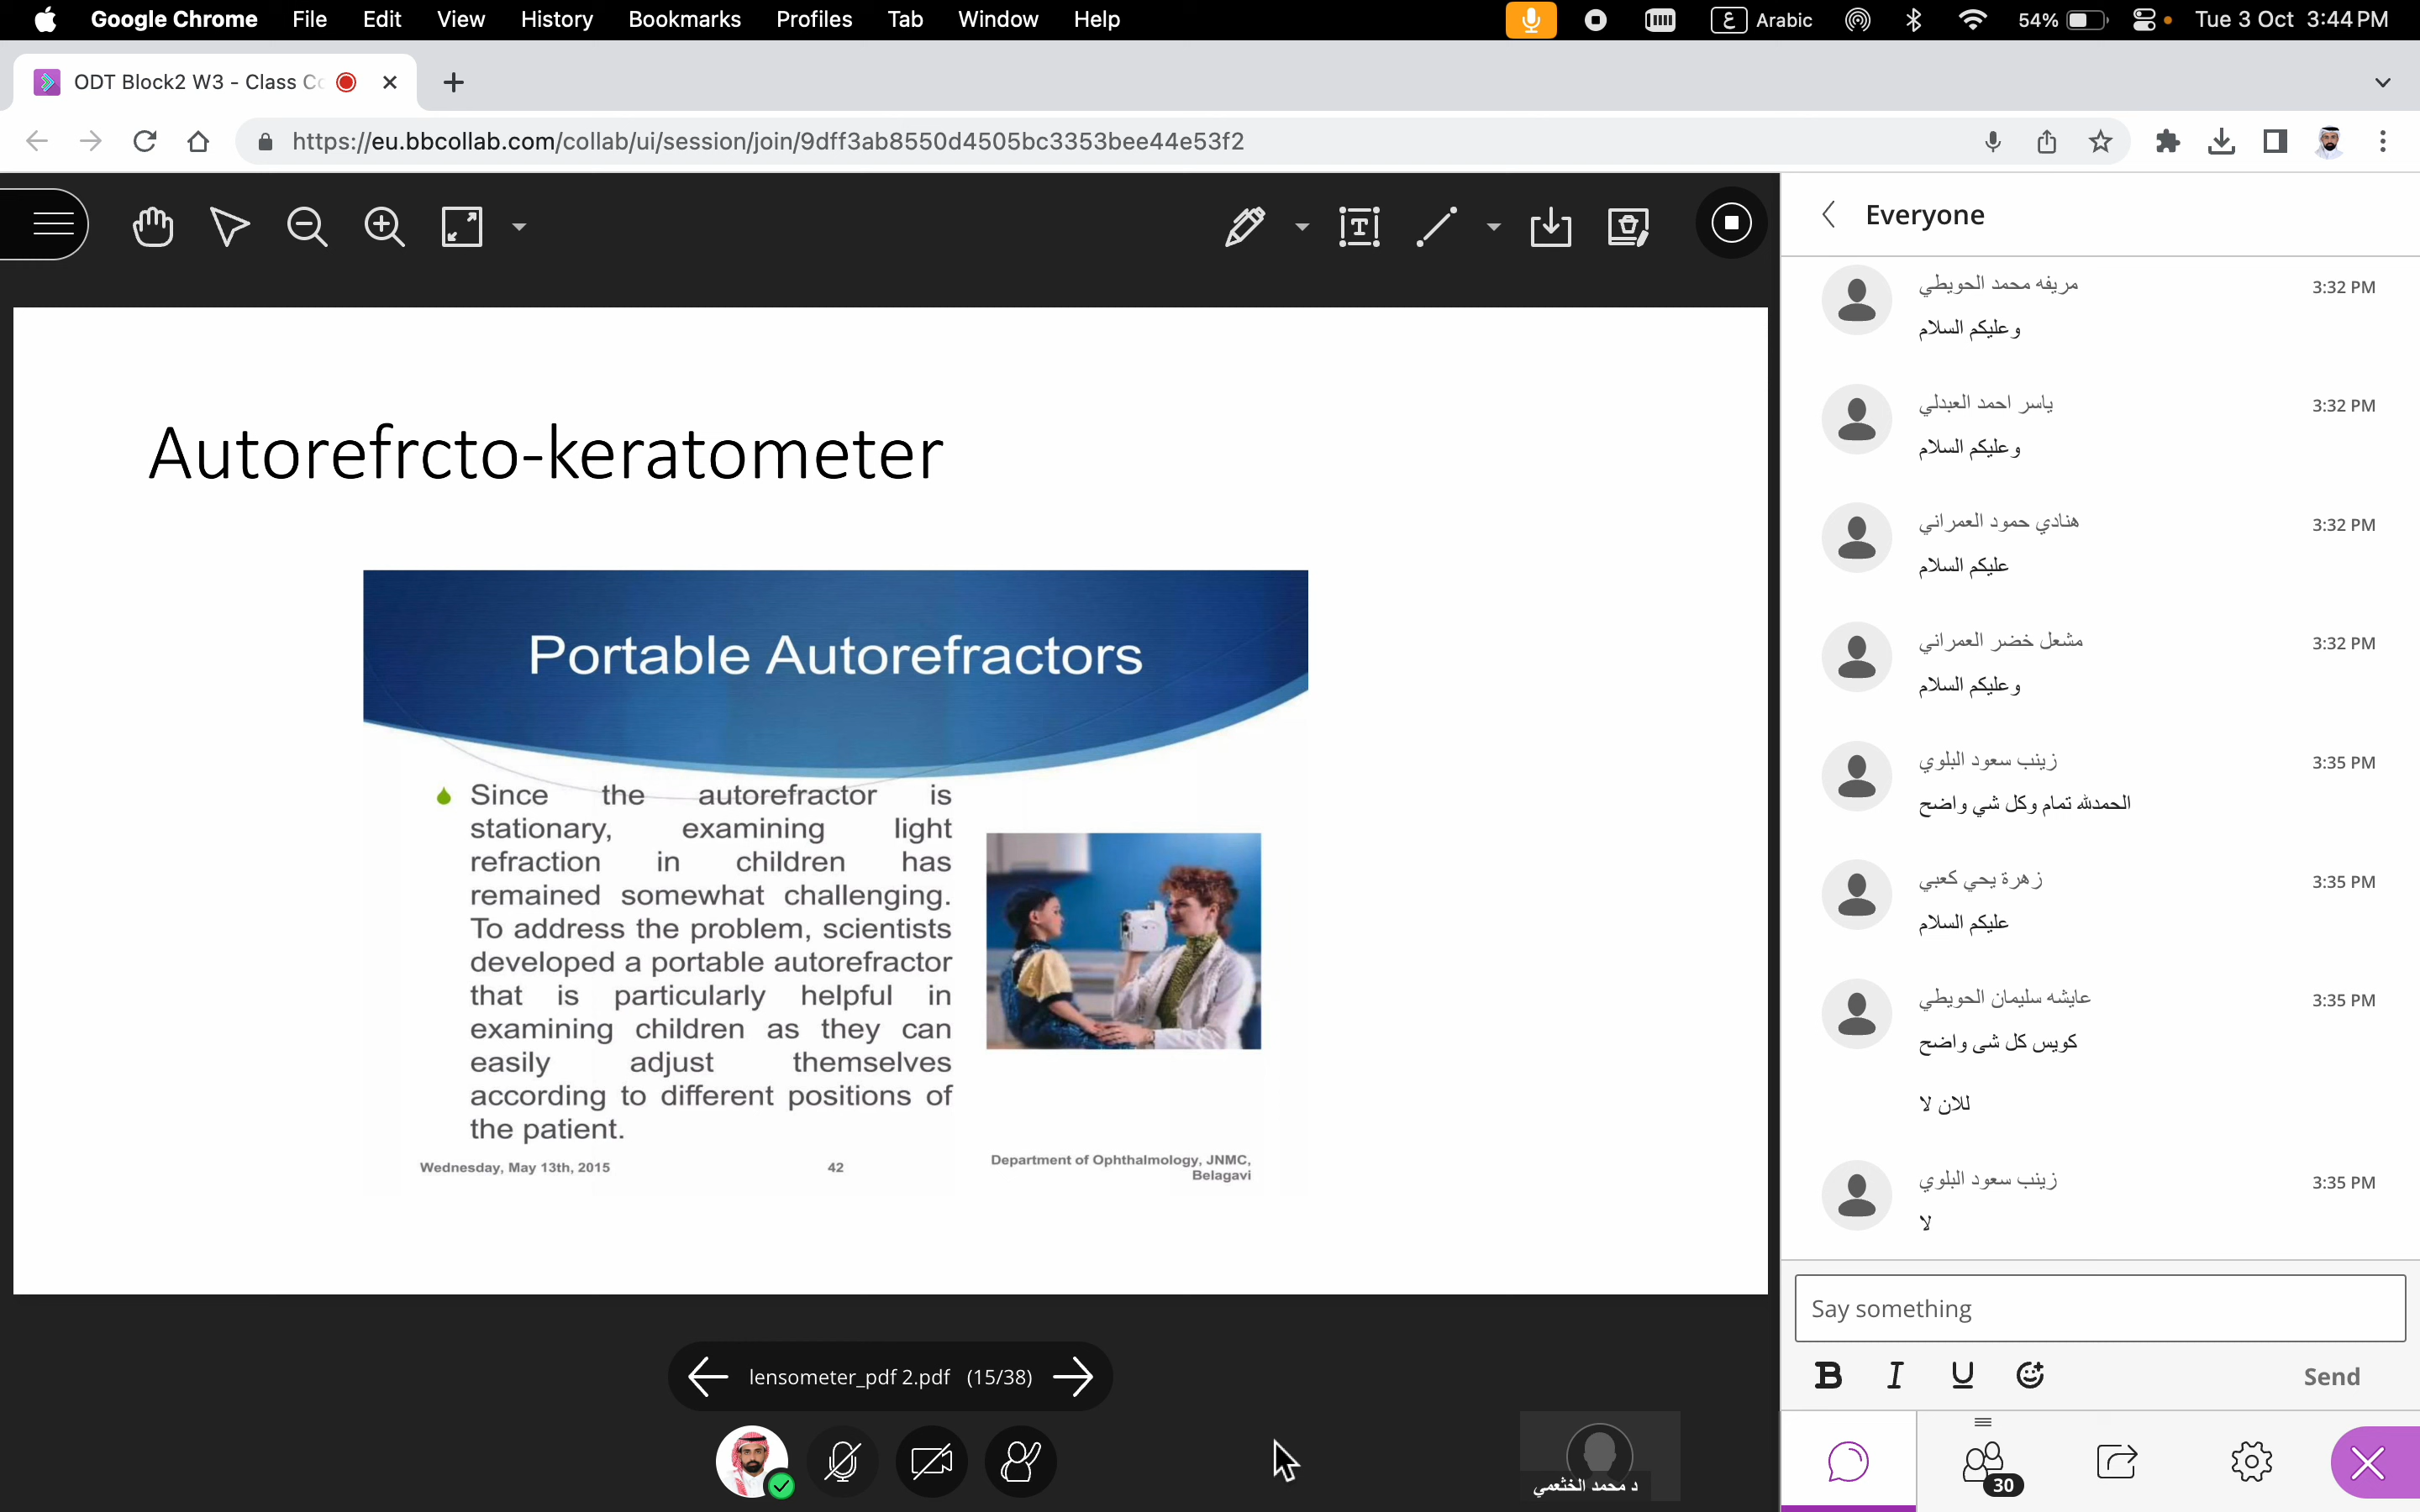 Google Chrome File Edit View History Bookmarks Profiles Tab Window Help
ع Arabic 54% Tue 3 Oct 3:44 PM
ODT Block2 W3 - Class Co
https://eu.bbcollab.com/collab/ui/session/join/9dff3ab8550d4505bc3353bee44e53f2
Autorefrcto-keratometer
Portable Autorefractors
Since the autorefractor is
stationary, examining light
refraction in children has
remained somewhat challenging.
To address the problem, scientists
developed a portable autorefractor
that is particularly helpful in
examining children as they can
easily adjust themselves
according to different positions of
the patient.
Wednesday, May 13th, 2015
42
Department of Ophthalmology, JNMC,
Belagavi
lensometer_pdf 2.pdf (15/38)
د محمد الخثعمي
Everyone
مريفه محمد الحويطي 3:32 PM
وعليكم السلام
ياسر احمد العبدلي 3:32 PM
وعليكم السلام
هنادي حمود العمراني 3:32 PM
عليكم السلام
مشعل خضر العمراني 3:32 PM
وعليكم السلام
زينب سعود البلوي 3:35 PM
الحمدلله تمام وكل شي واضح
زهرة يحي كعبي 3:35 PM
عليكم السلام
عايشه سليمان الحويطي 3:35 PM
كويس كل شى واضح
للان لا
زينب سعود البلوي 3:35 PM
لا
Say something
B I U Send
30